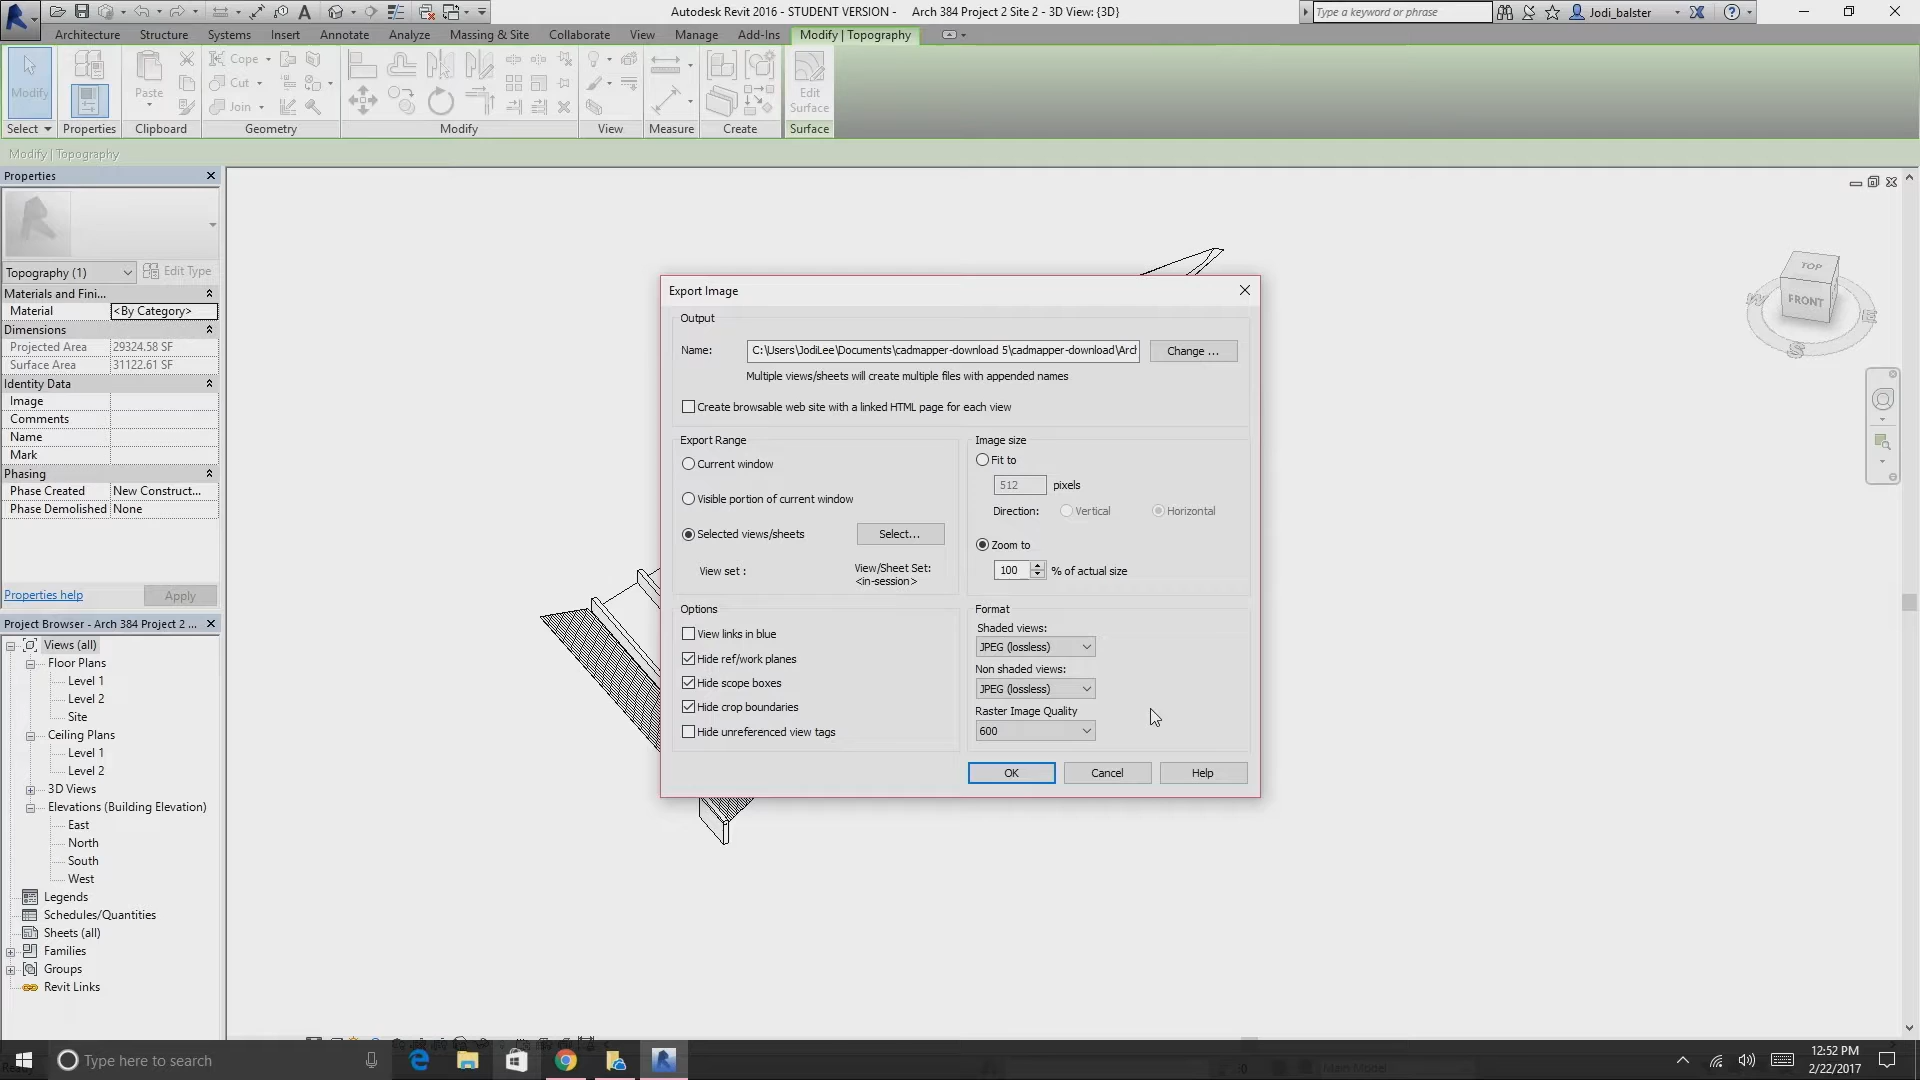 Autodesk Revit 2016 - STUDENT VERSION - Arch 384 Project 2 Site 2 - 3D View: {3D}
Type a keyword or phrase
Jodi_balster
Architecture Structure Systems Insert Annotate Analyze Massing & Site Collaborate View Manage Add-Ins Modify | Topography
Modify
Paste
Cope
Cut
Join
Edit
Surface
Select Properties Clipboard Geometry Modify View Measure Create Surface
Modify | Topography
Properties
Topography (1)
Edit Type
Materials and Fini...
Material <By Category>
Dimensions
Projected Area 29324.58 SF
Surface Area 31122.61 SF
Identity Data
Image
Comments
Name
Mark
Phasing
Phase Created New Construct...
Phase Demolished None
Properties help
Apply
Project Browser - Arch 384 Project 2 ...
Views (all)
Floor Plans
Level 1
Level 2
Site
Ceiling Plans
Level 1
Level 2
3D Views
Elevations (Building Elevation)
East
North
South
West
Legends
Schedules/Quantities
Sheets (all)
Families
Groups
Revit Links
Export Image
Output
Name: C:\Users\JodiLee\Documents\cadmapper-download 5\cadmapper-download\Arch
Change ...
Multiple views/sheets will create multiple files with appended names
Create browsable web site with a linked HTML page for each view
Export Range
Current window
Visible portion of current window
Selected views/sheets
Select...
View set :
View/Sheet Set:
<in-session>
Image size
Fit to
512 pixels
Direction: Vertical Horizontal
Zoom to
100 % of actual size
Options
View links in blue
Hide ref/work planes
Hide scope boxes
Hide crop boundaries
Hide unreferenced view tags
Format
Shaded views:
JPEG (lossless)
Non shaded views:
JPEG (lossless)
Raster Image Quality
600
OK Cancel Help
TOP
FRONT
W
E
S
Type here to search
Main Model
12:52 PM
2/22/2017